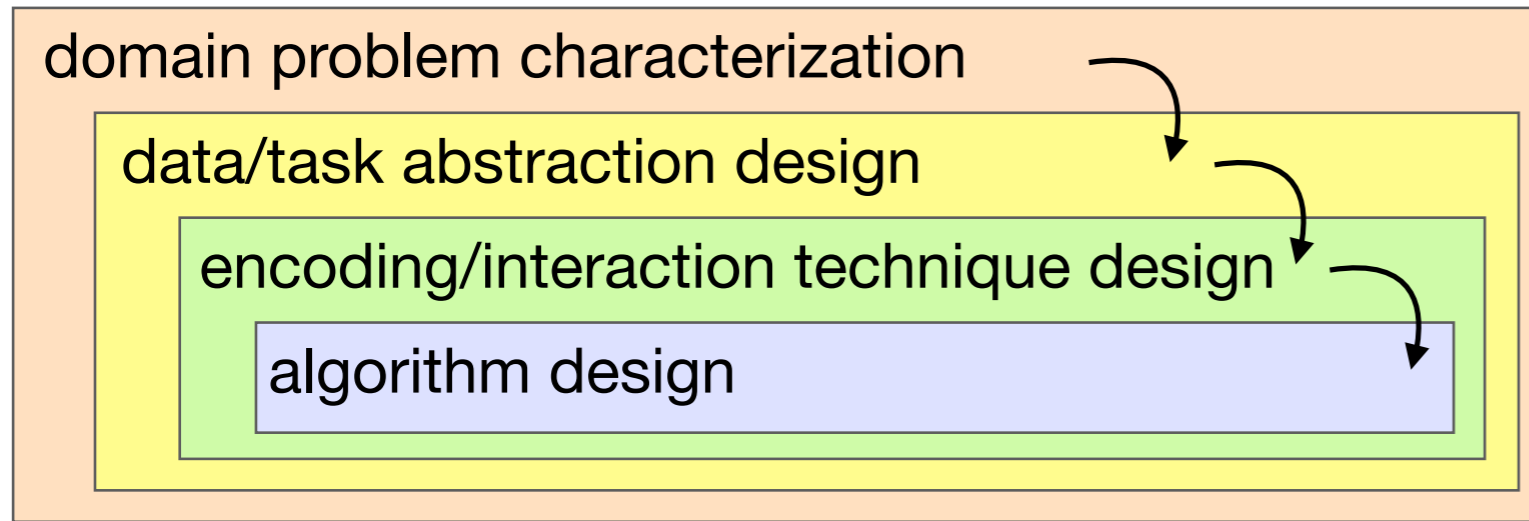 domain problem characterization
data/task abstraction design
encoding/interaction technique design
algorithm design